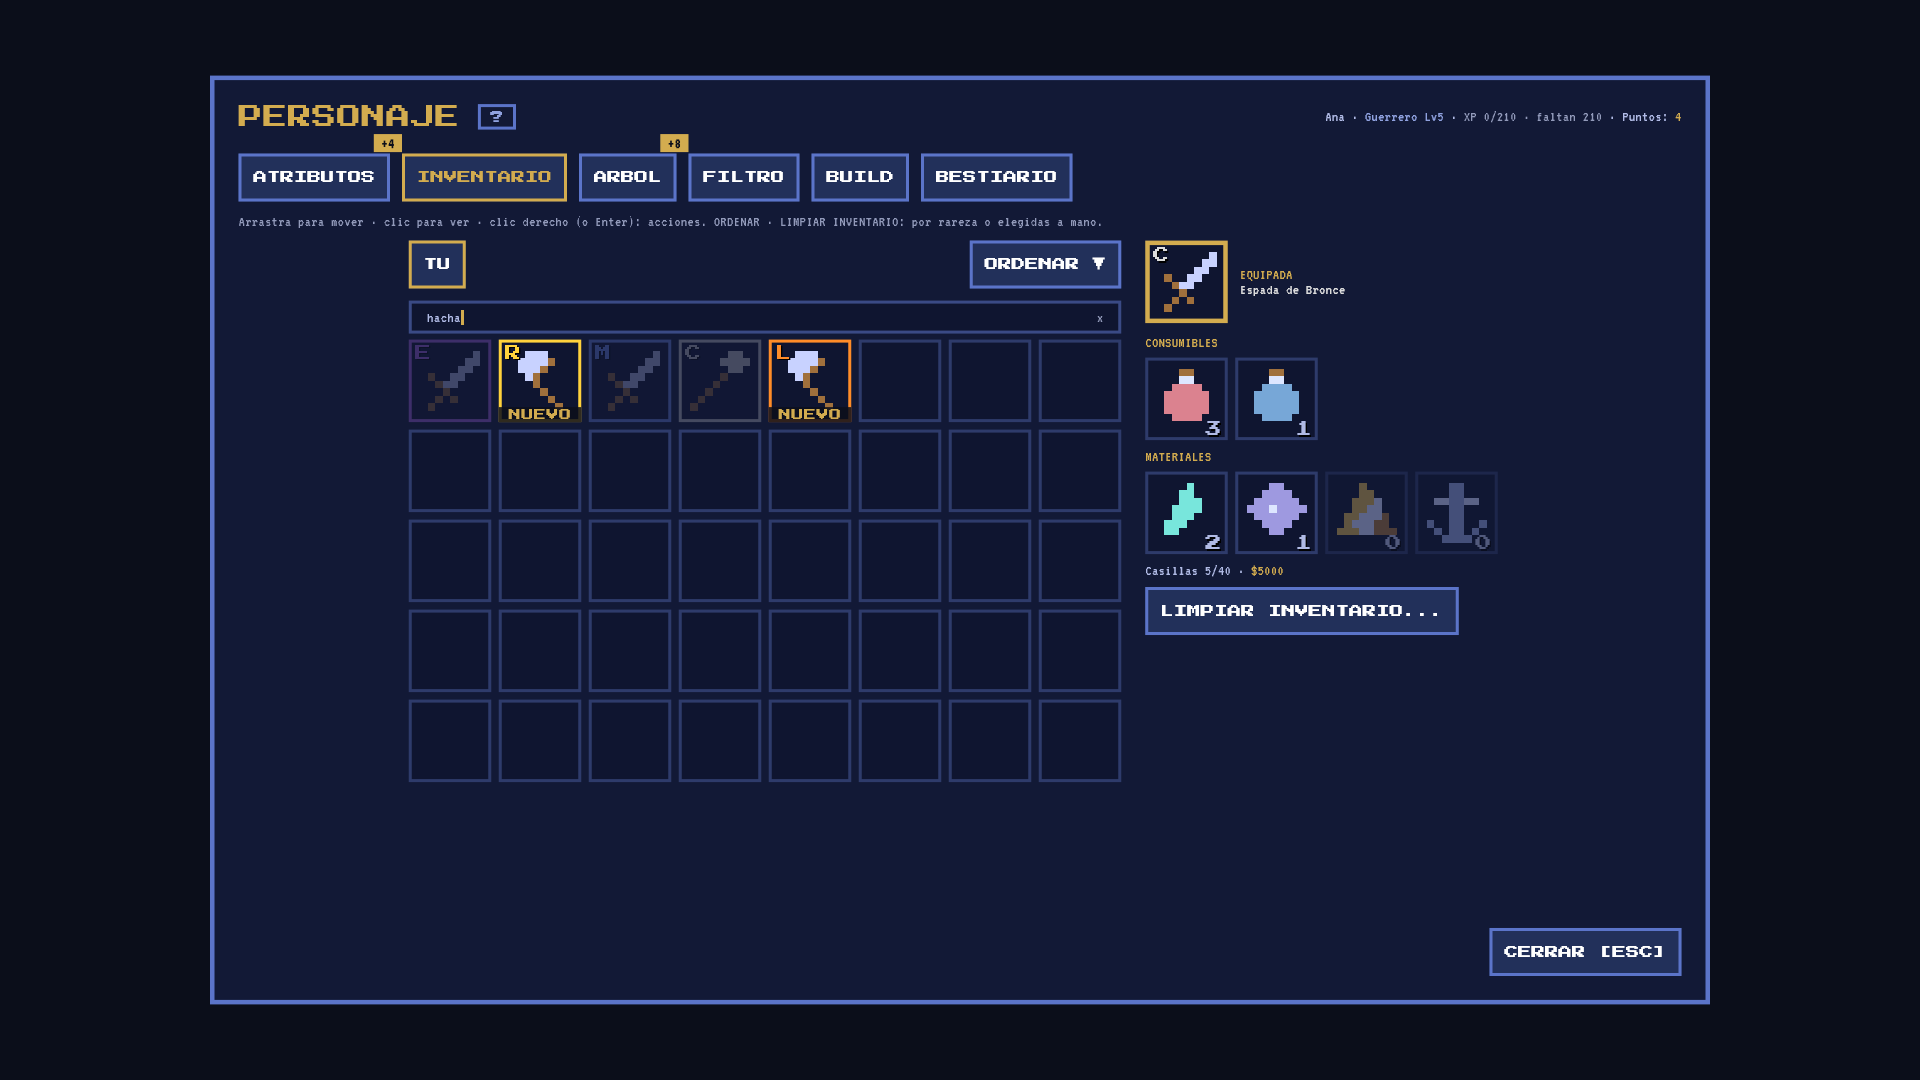 PERSONAJE ?
Ana · Guerrero Lv5 · XP 0/210 · faltan 210 · Puntos: 4
+4 +8
ATRIBUTOS INVENTARIO ARBOL FILTRO BUILD BESTIARIO
Arrastra para mover · clic para ver · clic derecho (o Enter): acciones. ORDENAR · LIMPIAR INVENTARIO: por rareza o elegidas a mano.
TU ORDENAR ▼
hacha x
E R M C L
NUEVO NUEVO
C
EQUIPADA
Espada de Bronce
CONSUMIBLES
3 1
MATERIALES
2 1 0 0
Casillas 5/40 · $5000
LIMPIAR INVENTARIO...
CERRAR [ESC]